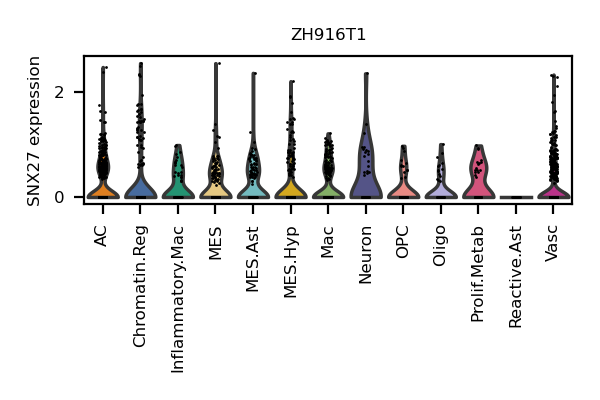 ZH916T1
SNX27 expression
2
0
AC
Chromatin.Reg
Inflammatory.Mac
MES
MES.Ast
MES.Hyp
Mac
Neuron
OPC
Oligo
Prolif.Metab
Reactive.Ast
Vasc